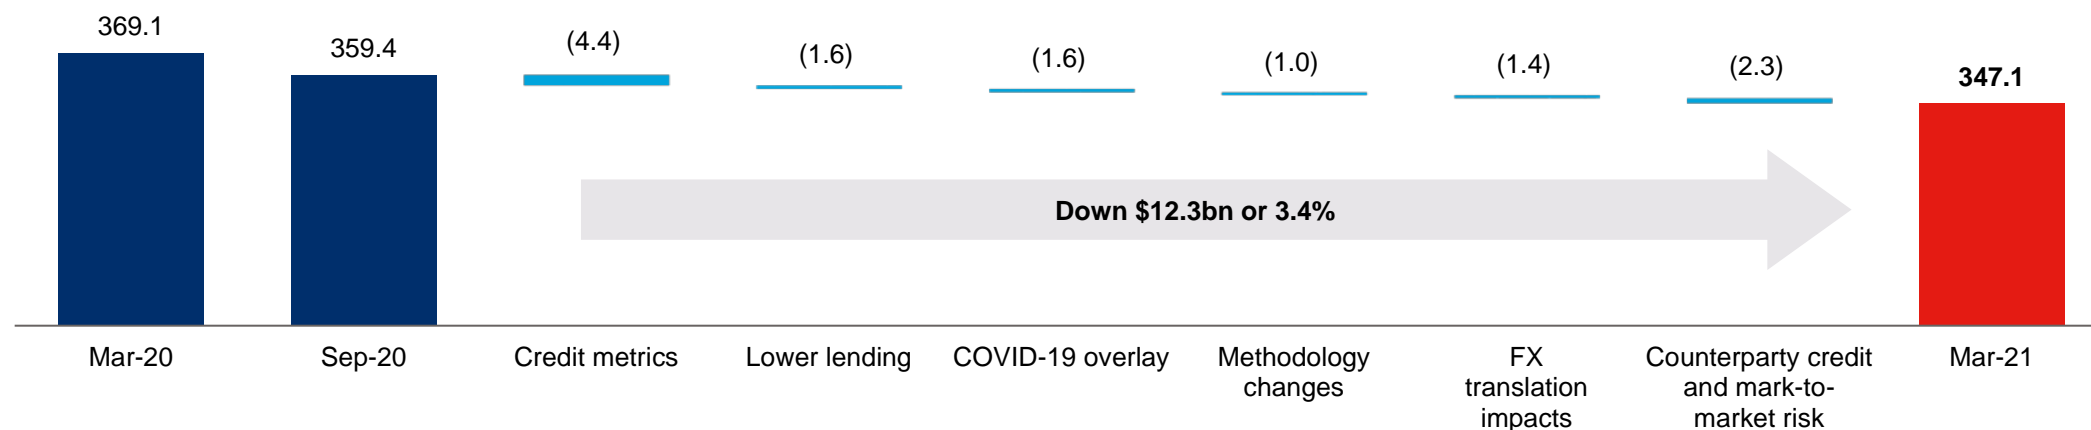 369.1
359.4
(4.4)
(1.6)
(1.6)
(1.0)
(1.4)
(2.3)
347.1
Down $12.3bn or 3.4%
Mar-20
Sep-20
Credit metrics
Lower lending
COVID-19 overlay
Methodology
changes
FX
translation
impacts
Counterparty credit
and mark-to-
market risk
Mar-21